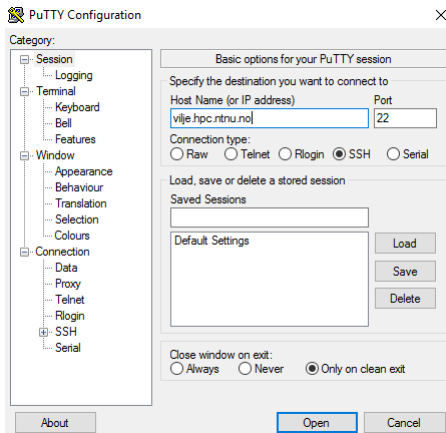 PuTTY Configuration
Category:
Session
Logging
Terminal
Keyboard
Bell
Features
Window
Appearance
Behaviour
Translation
Selection
Colours
Connection
Data
Proxy
Telnet
Rlogin
SSH
Serial
Basic options for your PuTTY session
Specify the destination you want to connect to
Host Name (or IP address) Port
vilje.hpc.ntnu.no 22
Connection type:
Raw Telnet Rlogin SSH Serial
Load, save or delete a stored session
Saved Sessions
Default Settings
Load
Save
Delete
Close window on exit:
Always Never Only on clean exit
About Open Cancel